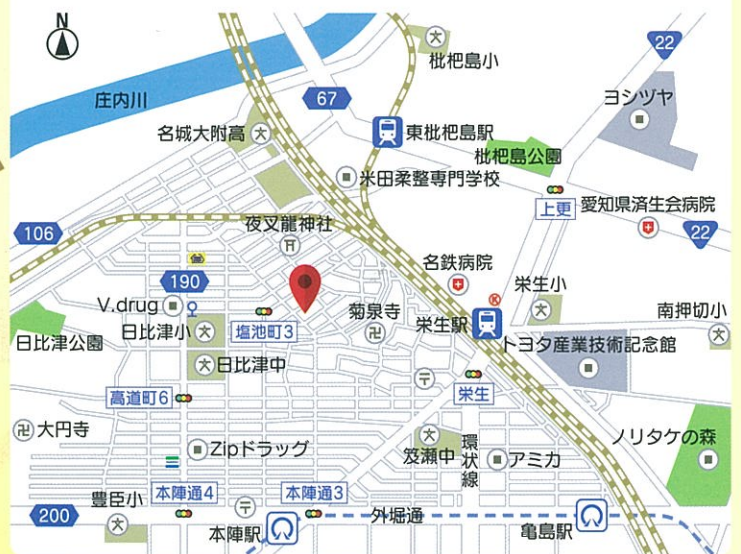 N
枇杷島小
22
庄内川
67
ヨシヅヤ
名城大附高
東枇杷島駅
枇杷島公園
米田柔整専門学校
上更
愛知県済生会病院
106
夜叉龍神社
22
名鉄病院
190
栄生小
V.drug
菊泉寺
南押切小
塩池町3
栄生駅
日比津小
トヨタ産業技術記念館
日比津公園
日比津中
高道町6
栄生
大円寺
Zipドラッグ
笈瀬中
環状線
アミカ
ノリタケの森
豊臣小
本陣通4
本陣通3
200
外堀通
本陣駅
亀島駅